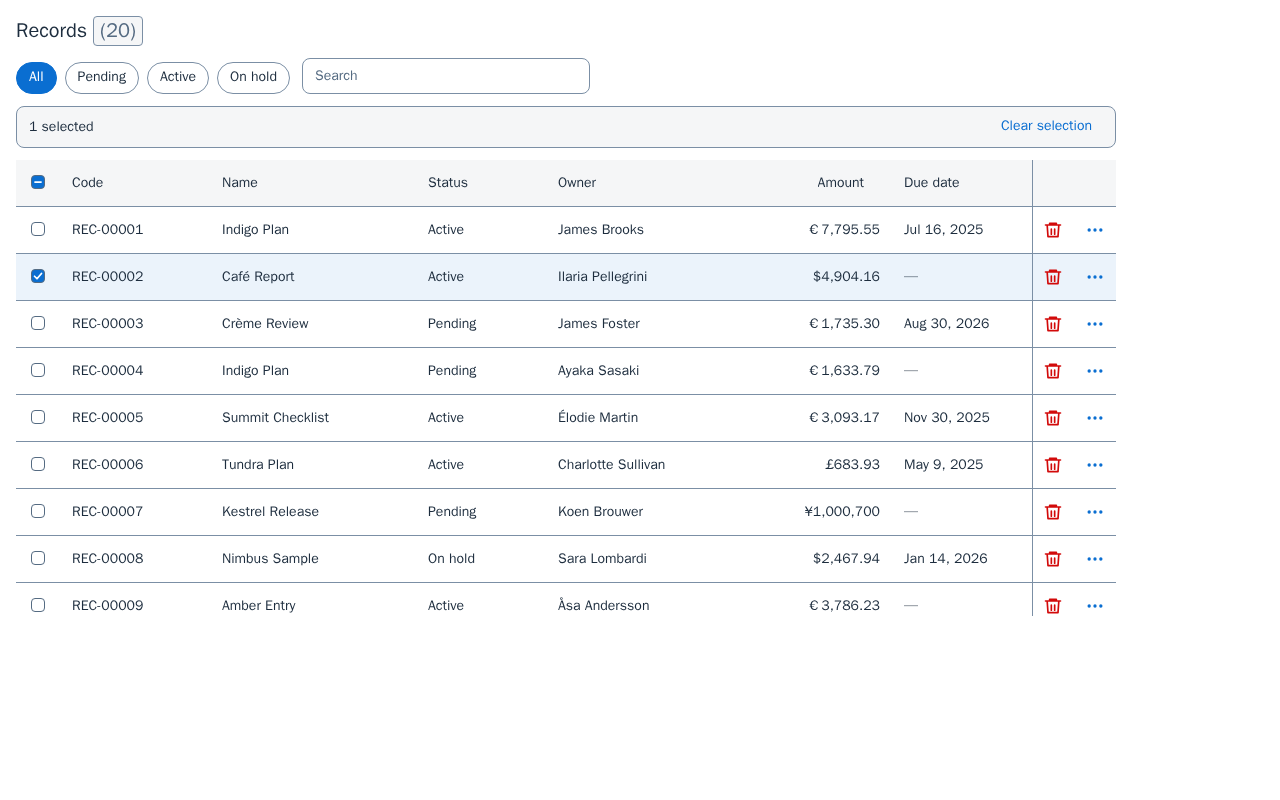 Records (20)
All Pending Active On hold Search
1 selected Clear selection
Code Name Status Owner Amount Due date
REC-00001 Indigo Plan Active James Brooks € 7,795.55 Jul 16, 2025
REC-00002 Café Report Active Ilaria Pellegrini $4,904.16 —
REC-00003 Crème Review Pending James Foster € 1,735.30 Aug 30, 2026
REC-00004 Indigo Plan Pending Ayaka Sasaki € 1,633.79 —
REC-00005 Summit Checklist Active Élodie Martin € 3,093.17 Nov 30, 2025
REC-00006 Tundra Plan Active Charlotte Sullivan £683.93 May 9, 2025
REC-00007 Kestrel Release Pending Koen Brouwer ¥1,000,700 —
REC-00008 Nimbus Sample On hold Sara Lombardi $2,467.94 Jan 14, 2026
REC-00009 Amber Entry Active Åsa Andersson € 3,786.23 —